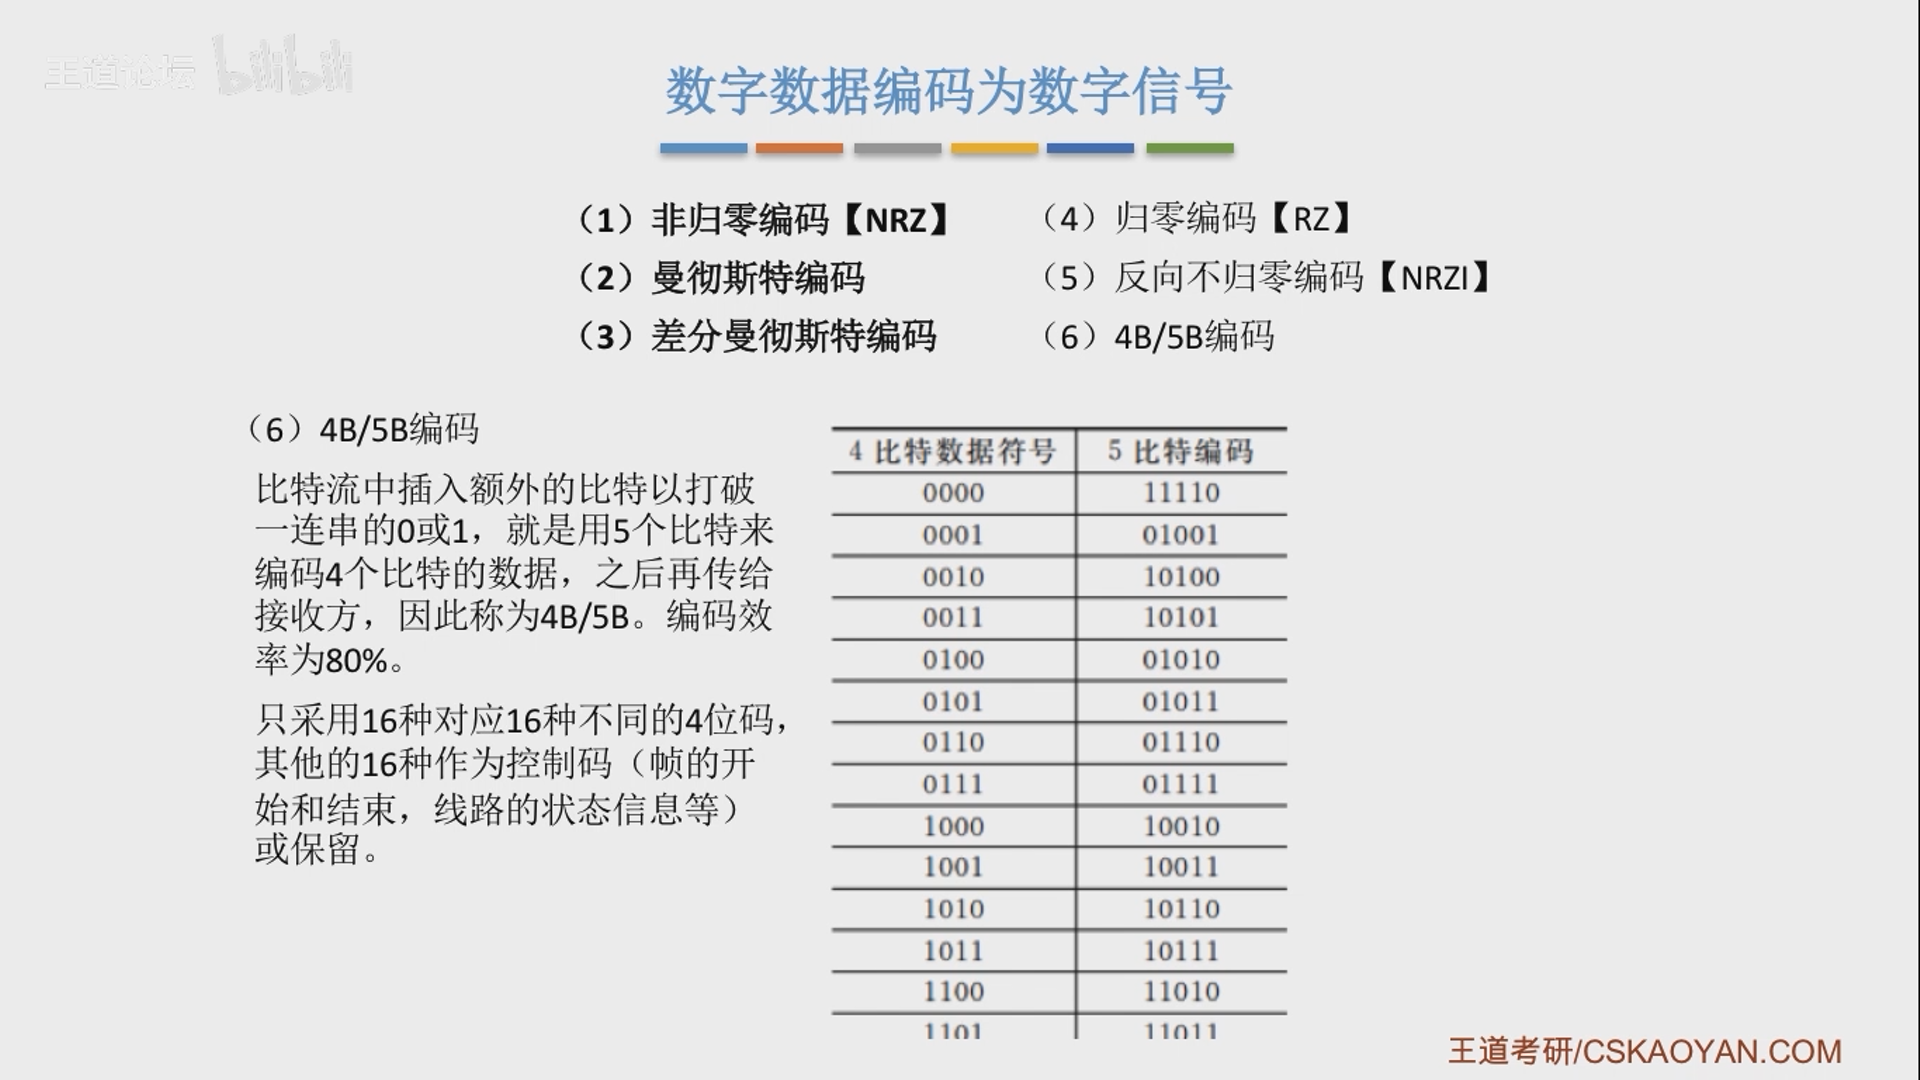 王道论坛 bilibili
数字数据编码为数字信号
（1）非归零编码【NRZ】
（2）曼彻斯特编码
（3）差分曼彻斯特编码
（4）归零编码【RZ】
（5）反向不归零编码【NRZI】
（6）4B/5B编码
（6）4B/5B编码
比特流中插入额外的比特以打破
一连串的0或1，就是用5个比特来
编码4个比特的数据，之后再传给
接收方，因此称为4B/5B。编码效
率为80%。
只采用16种对应16种不同的4位码，
其他的16种作为控制码（帧的开
始和结束，线路的状态信息等）
或保留。
4 比特数据符号 5 比特编码
0000 11110
0001 01001
0010 10100
0011 10101
0100 01010
0101 01011
0110 01110
0111 01111
1000 10010
1001 10011
1010 10110
1011 10111
1100 11010
1101 11011
王道考研/CSKAOYAN.COM